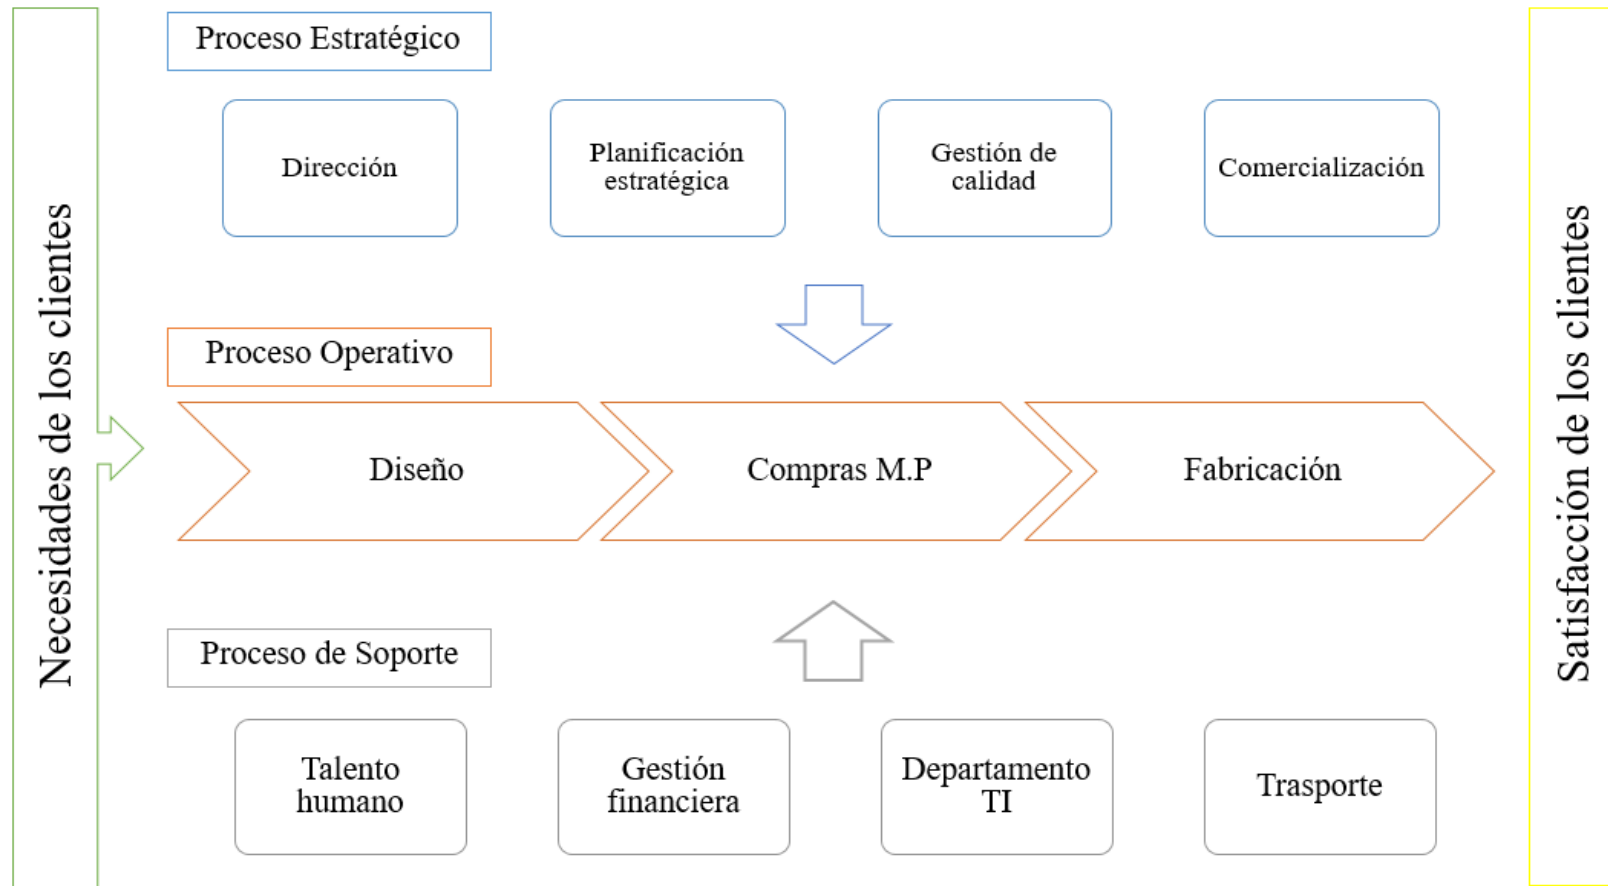 Necesidades de los clientes
Proceso Estratégico
Dirección
Planificación
estratégica
Gestión de
calidad
Comercialización
Proceso Operativo
Diseño
Compras M.P
Fabricación
Proceso de Soporte
Talento
humano
Gestión
financiera
Departamento
TI
Trasporte
Satisfacción de los clientes